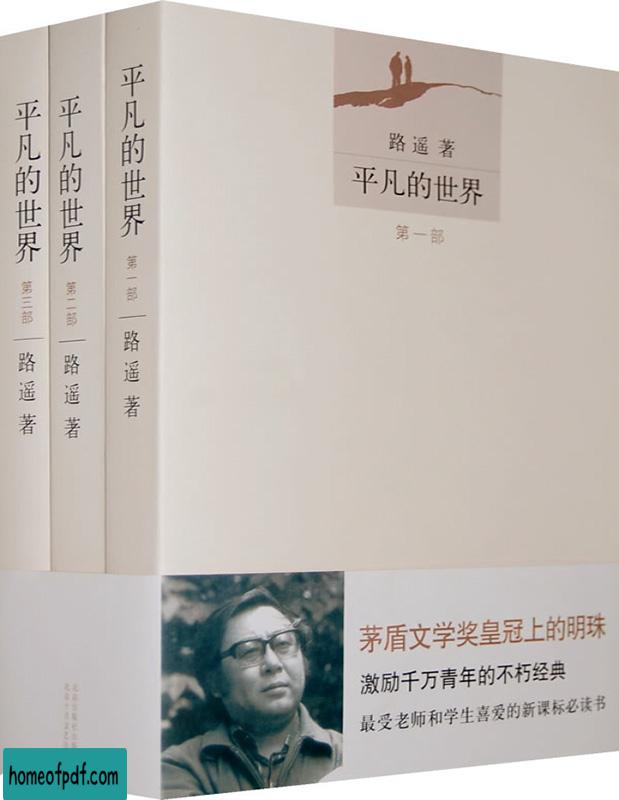 平凡的世界
第三部
路遥 著
平凡的世界
第二部
路遥 著
平凡的世界
第一部
路遥 著
路遥 著
平凡的世界
第一部
茅盾文学奖皇冠上的明珠
激励千万青年的不朽经典
最受老师和学生喜爱的新课标必读书
homeofpdf.com